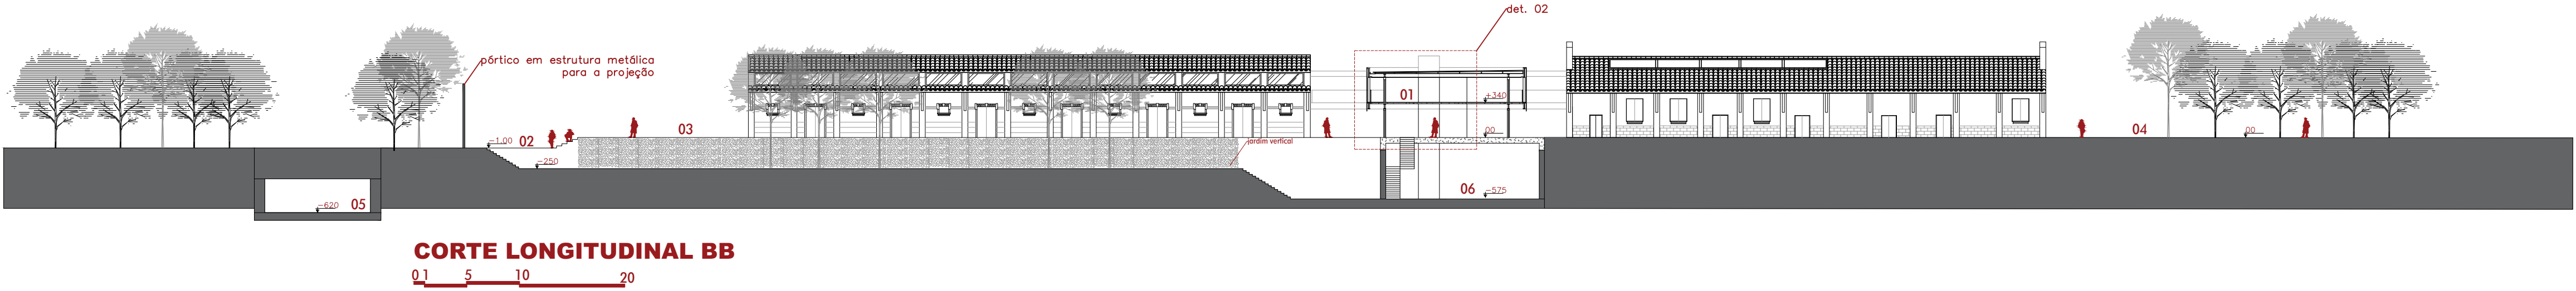 det. 02
pórtico em estrutura metálica
para a projeção
01
+340
-1.00
02
03
00
04
00
jardim vertical
-250
06
-575
-620
05
CORTE LONGITUDINAL BB
0 1 5 10 20